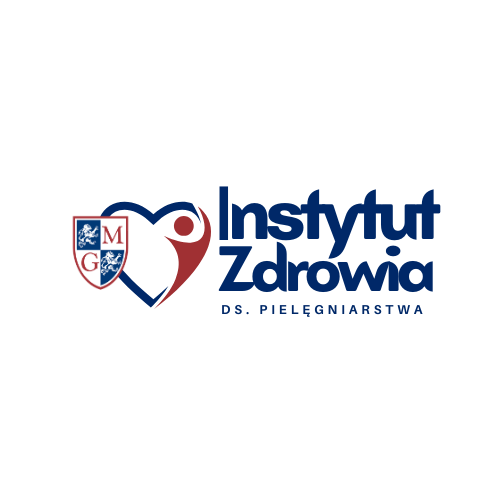 M
G
Instytut
Zdrowia
DS. PIELĘGNIARSTWA